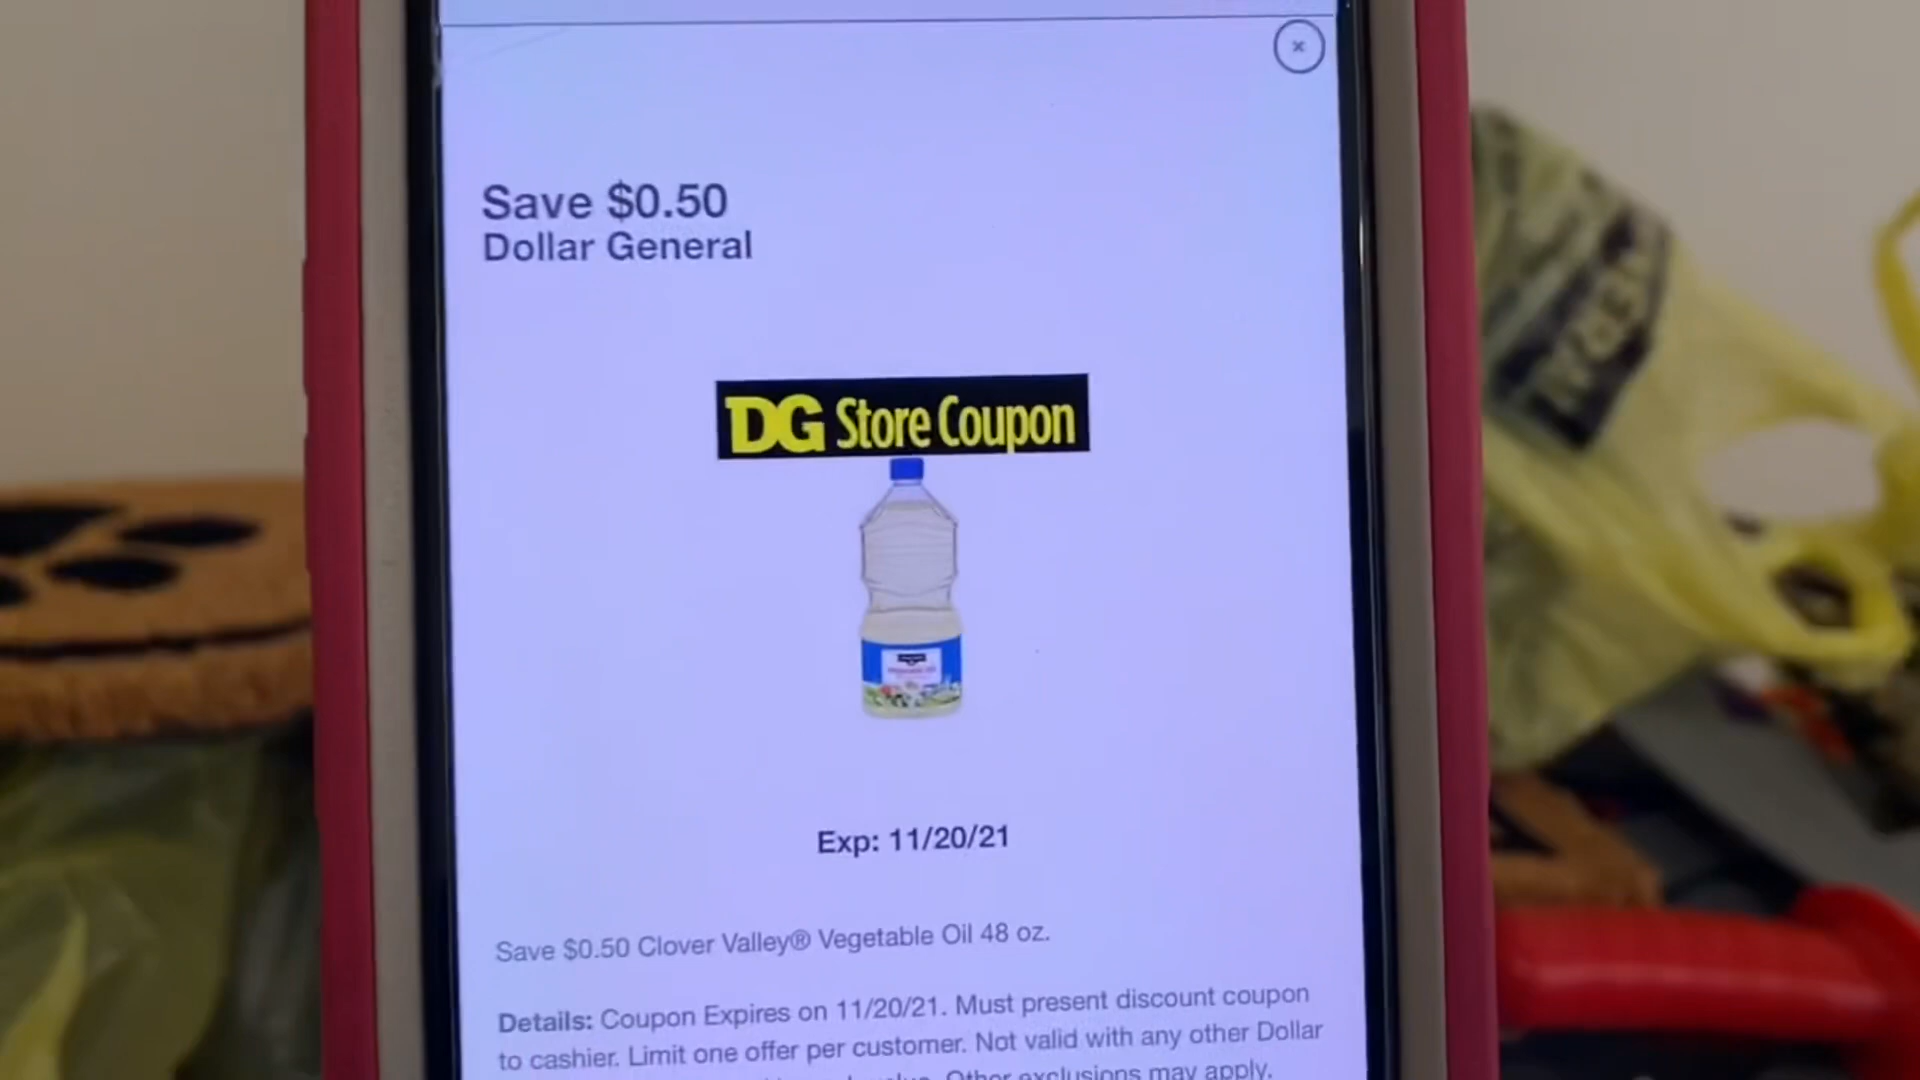 Save $0.50
Dollar General
DG Store Coupon
Exp: 11/20/21
Save $0.50 Clover Valley® Vegetable Oil 48 oz.
Details: Coupon Expires on 11/20/21. Must present discount coupon
to cashier. Limit one offer per customer. Not valid with any other Dollar
Other exclusions may apply.